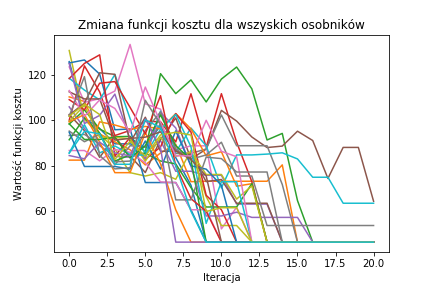 Zmiana funkcji kosztu dla wszyskich osobników
Wartość funkcji kosztu
120
100
80
60
0.0 2.5 5.0 7.5 10.0 12.5 15.0 17.5 20.0
Iteracja